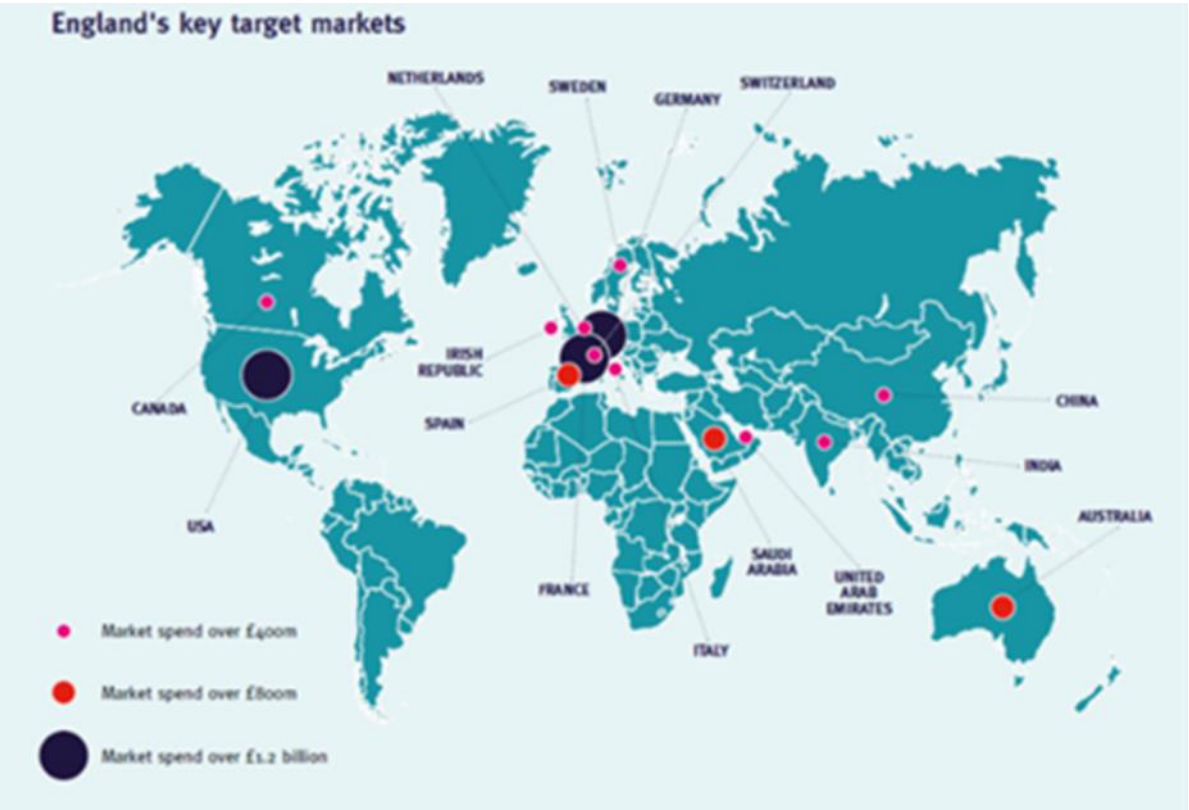 England's key target markets
NETHERLANDS
SWEDEN
SWITZERLAND
GERMANY
IRISH
REPUBLIC
CANADA
SPAIN
CHINA
INDIA
USA
AUSTRALIA
FRANCE
SAUDI
ARABIA
UNITED
ARAB
EMIRATES
ITALY
Market spend over £400m
Market spend over £800m
Market spend over £1.2 billion